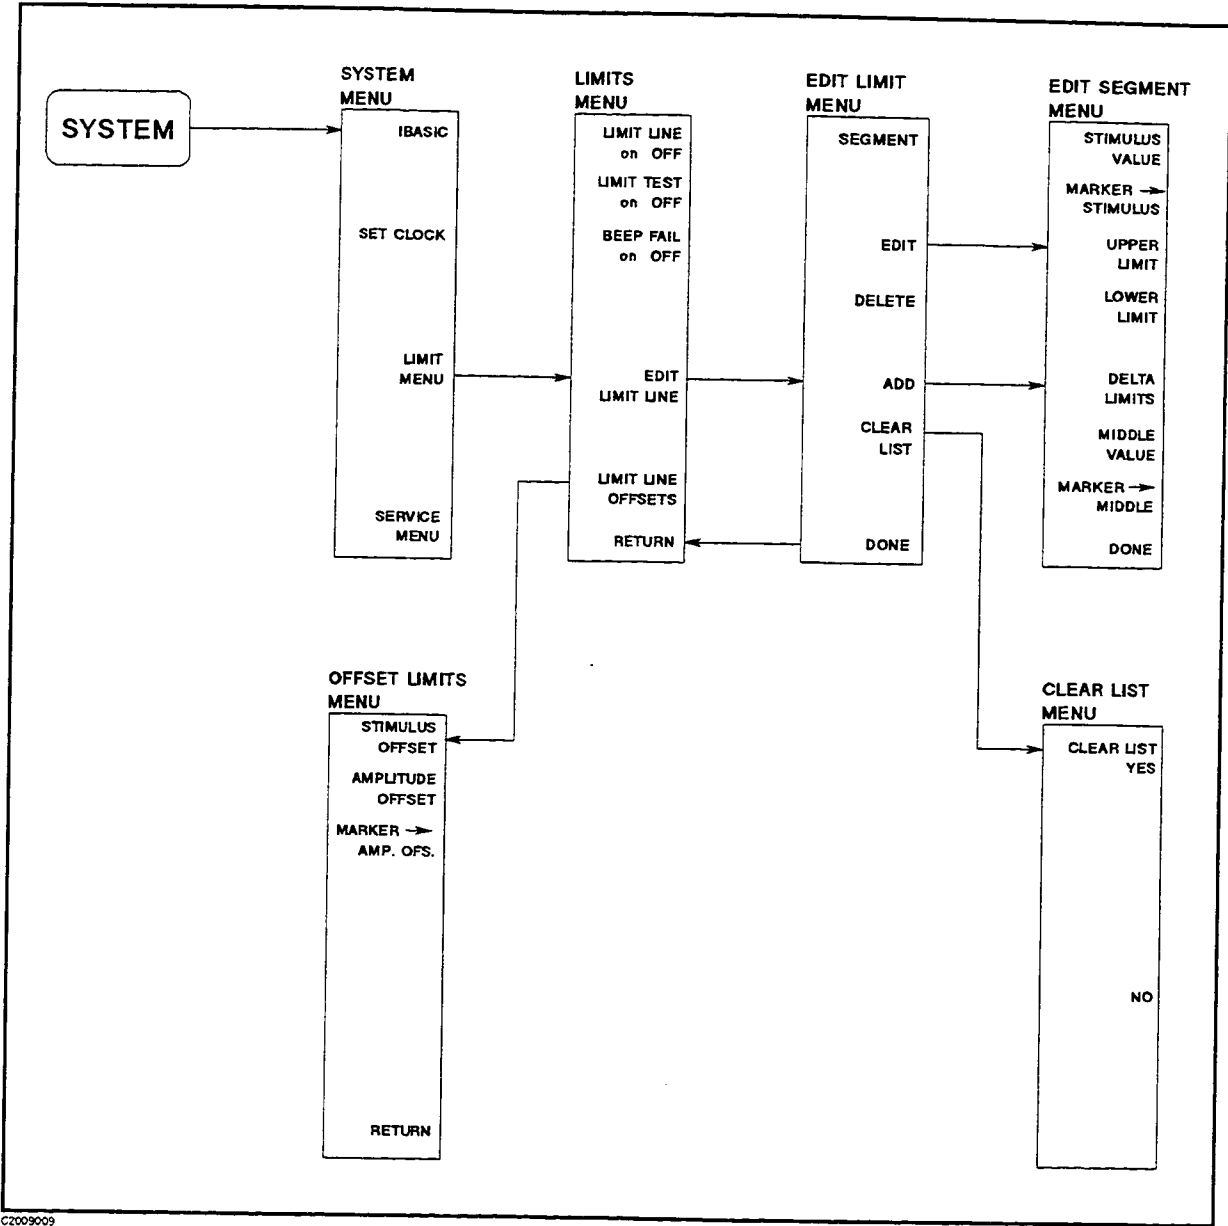 SYSTEM
SYSTEM
MENU
IBASIC
SET CLOCK
LIMIT
MENU
SERVICE
MENU
LIMITS
MENU
LIMIT LINE
on OFF
LIMIT TEST
on OFF
BEEP FAIL
on OFF
EDIT
LIMIT LINE
LIMIT LINE
OFFSETS
RETURN
EDIT LIMIT
MENU
SEGMENT
EDIT
DELETE
ADD
CLEAR
LIST
DONE
EDIT SEGMENT
MENU
STIMULUS
VALUE
MARKER →
STIMULUS
UPPER
LIMIT
LOWER
LIMIT
DELTA
LIMITS
MIDDLE
VALUE
MARKER →
MIDDLE
DONE
OFFSET LIMITS
MENU
STIMULUS
OFFSET
AMPLITUDE
OFFSET
MARKER →
AMP. OFS.
RETURN
CLEAR LIST
MENU
CLEAR LIST
YES
NO
C2009009